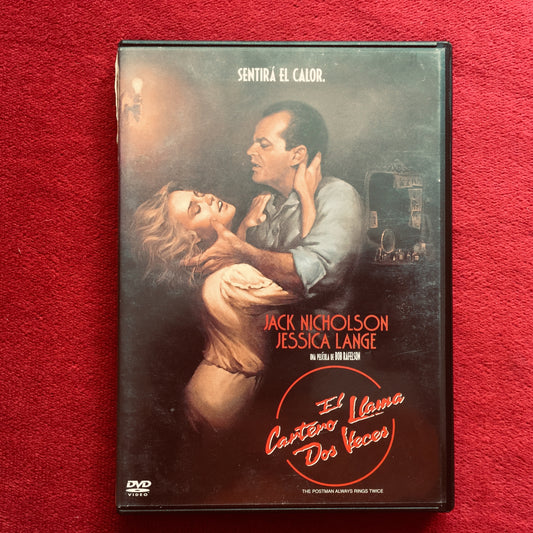 SENTIRÁ EL CALOR.
JACK NICHOLSON
JESSICA LANGE
UNA PELÍCULA DE BOB RAFELSON
El
Cartero Llama
Dos Veces
DVD
VIDEO
THE POSTMAN ALWAYS RINGS TWICE